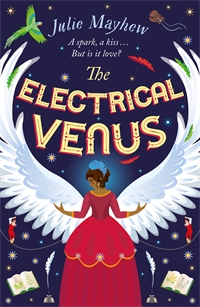 Julie Mayhew
A spark, a kiss...
But is it love?
The
ELECTRICAL
VENUS